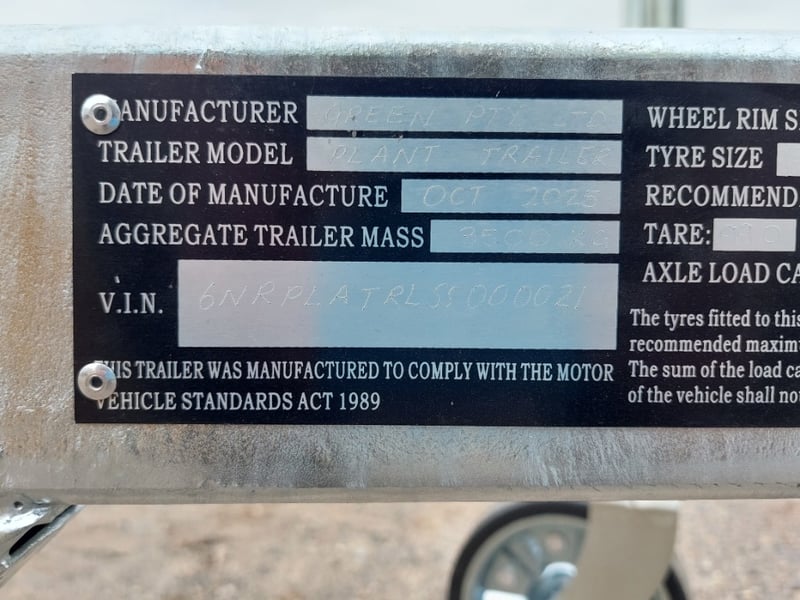 MANUFACTURER GREEN PTY LTD
TRAILER MODEL PLANT TRAILER
DATE OF MANUFACTURE OCT 2025
AGGREGATE TRAILER MASS 3500 KG
V.I.N. 6NRPLATRLSS000021
THIS TRAILER WAS MANUFACTURED TO COMPLY WITH THE MOTOR
VEHICLE STANDARDS ACT 1989
WHEEL RIM S
TYRE SIZE
RECOMMEND
TARE:
AXLE LOAD CA
The tyres fitted to this
recommended maxim
The sum of the load ca
of the vehicle shall no